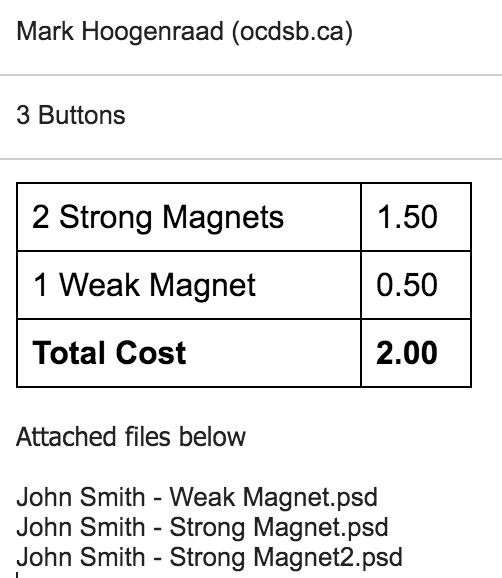 Mark Hoogenraad (ocdsb.ca)
3 Buttons
2 Strong Magnets 1.50
1 Weak Magnet 0.50
Total Cost 2.00
Attached files below
John Smith - Weak Magnet.psd
John Smith - Strong Magnet.psd
John Smith - Strong Magnet2.psd